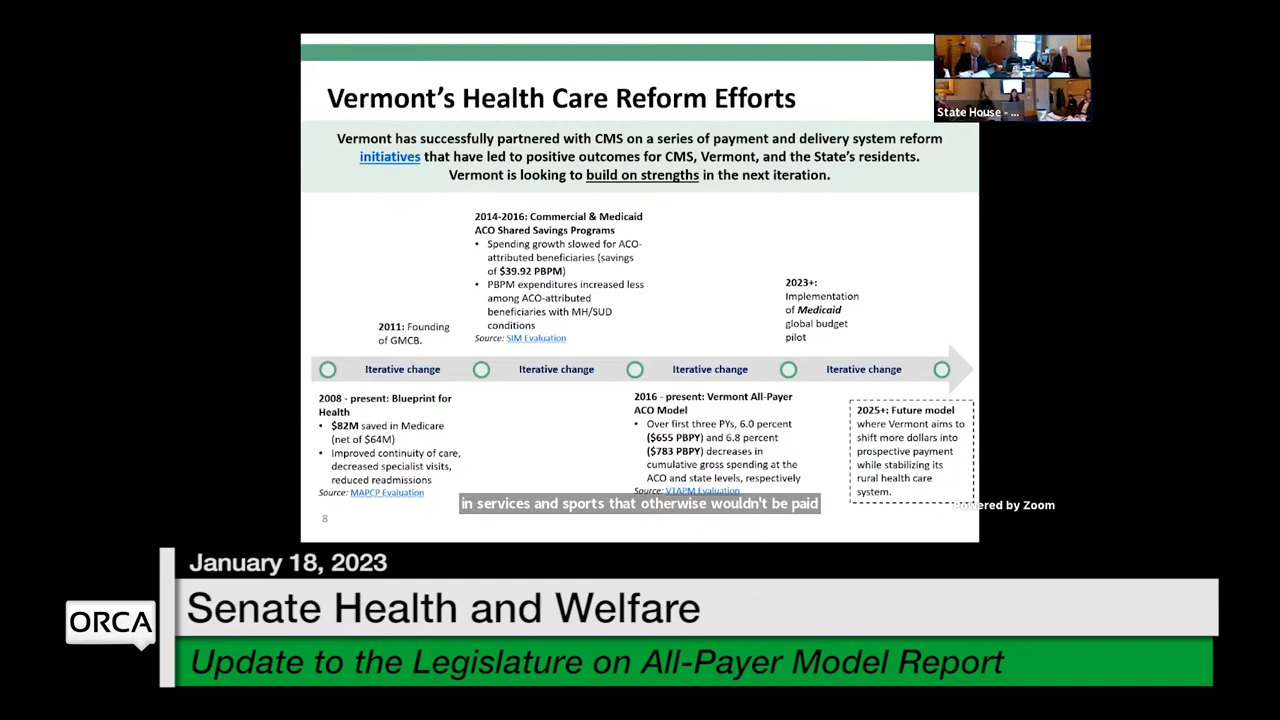 Vermont's Health Care Reform Efforts
State House - ...
Vermont has successfully partnered with CMS on a series of payment and delivery system reform
initiatives that have led to positive outcomes for CMS, Vermont, and the State's residents.
Vermont is looking to build on strengths in the next iteration.
2014-2016: Commercial & Medicaid
ACO Shared Savings Programs
• Spending growth slowed for ACO-
attributed beneficiaries (savings
of $39.92 PBPM)
• PBPM expenditures increased less
among ACO-attributed
beneficiaries with MH/SUD
conditions
Source: SIM Evaluation
2023+:
Implementation
of Medicaid
global budget
pilot
2011: Founding
of GMCB.
Iterative change
Iterative change
Iterative change
Iterative change
2008 - present: Blueprint for
Health
• $82M saved in Medicare
(net of $64M)
• Improved continuity of care,
decreased specialist visits,
reduced readmissions
Source: MAPCP Evaluation
2016 - present: Vermont All-Payer
ACO Model
• Over first three PYs, 6.0 percent
($655 PBPY) and 6.8 percent
($783 PBPY) decreases in
cumulative gross spending at the
ACO and state levels, respectively
Source: VTAPM Evaluation
2025+: Future model
where Vermont aims to
shift more dollars into
prospective payment
while stabilizing its
rural health care
system.
in services and sports that otherwise wouldn't be paid
Powered by Zoom
8
January 18, 2023
ORCA
Senate Health and Welfare
Update to the Legislature on All-Payer Model Report